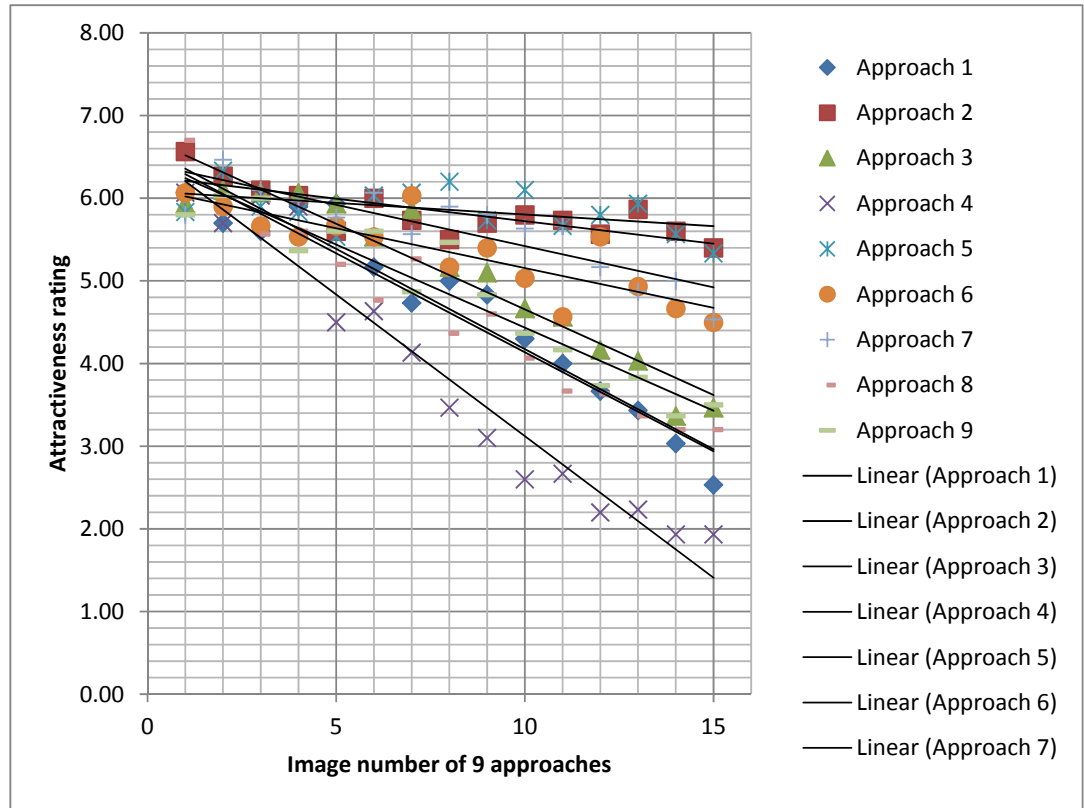 8.00
7.00
6.00
5.00
4.00
3.00
2.00
1.00
0.00
Attractiveness rating
0 5 10 15
Image number of 9 approaches
Approach 1
Approach 2
Approach 3
Approach 4
Approach 5
Approach 6
Approach 7
Approach 8
Approach 9
Linear (Approach 1)
Linear (Approach 2)
Linear (Approach 3)
Linear (Approach 4)
Linear (Approach 5)
Linear (Approach 6)
Linear (Approach 7)